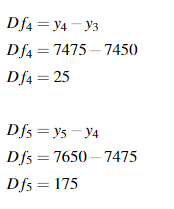 Df₄ = y₄ − y₃
Df₄ = 7475 − 7450
Df₄ = 25
Df₅ = y₅ − y₄
Df₅ = 7650 − 7475
Df₅ = 175